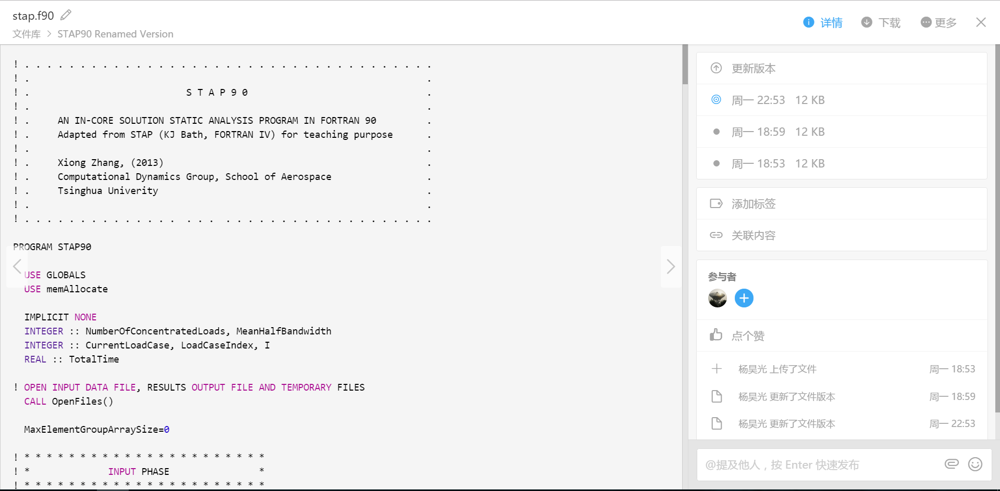 stap.f90
文件库 > STAP90 Renamed Version
详情 下载 更多
! . . . . . . . . . . . . . . . . . . . . . . . . . . . . . . . . . . . . .
! . .
! . S T A P 9 0 .
! . .
! . AN IN-CORE SOLUTION STATIC ANALYSIS PROGRAM IN FORTRAN 90 .
! . Adapted from STAP (KJ Bath, FORTRAN IV) for teaching purpose .
! . .
! . Xiong Zhang, (2013) .
! . Computational Dynamics Group, School of Aerospace .
! . Tsinghua Univerity .
! . .
! . . . . . . . . . . . . . . . . . . . . . . . . . . . . . . . . . . . .
PROGRAM STAP90
USE GLOBALS
USE memAllocate
IMPLICIT NONE
INTEGER :: NumberOfConcentratedLoads, MeanHalfBandwidth
INTEGER :: CurrentLoadCase, LoadCaseIndex, I
REAL :: TotalTime
! OPEN INPUT DATA FILE, RESULTS OUTPUT FILE AND TEMPORARY FILES
CALL OpenFiles()
MaxElementGroupArraySize=0
! * * * * * * * * * * * * * * * * * * * * * *
! * INPUT PHASE *
! * * * * * * * * * * * * * * * * * * * * * *
更新版本
周一 22:53 12 KB
周一 18:59 12 KB
周一 18:53 12 KB
添加标签
关联内容
参与者
点个赞
杨昊光 上传了文件 周一 18:53
杨昊光 更新了文件版本 周一 18:59
杨昊光 更新了文件版本 周一 22:53
@提及他人，按 Enter 快速发布